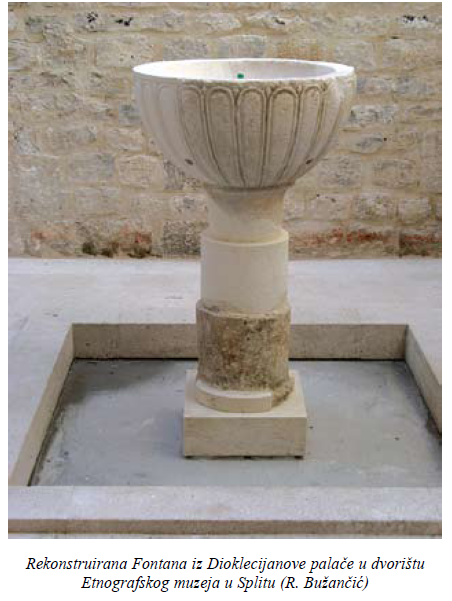 Rekonstruirana Fontana iz Dioklecijanove palače u dvorištu
Etnografskog muzeja u Splitu (R. Bužančić)